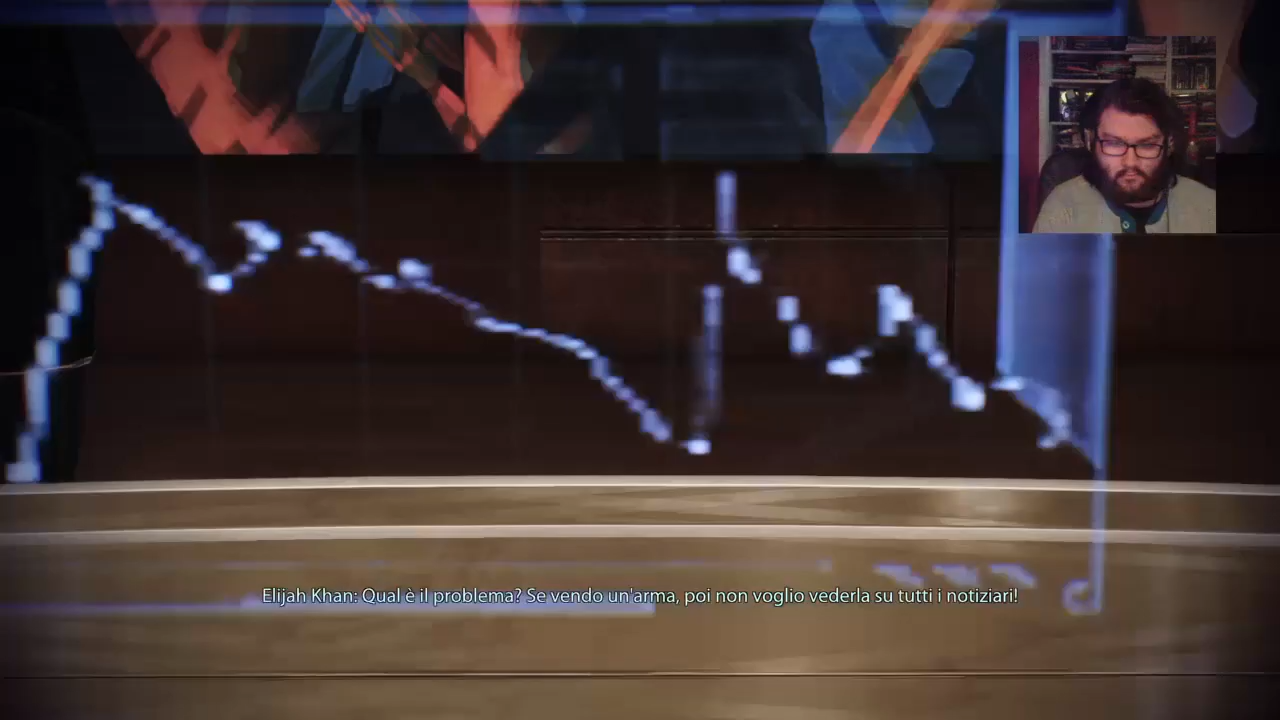 Elijah Khan: Qual è il problema? Se vendo un'arma, poi non voglio vederla su tutti i notiziari!